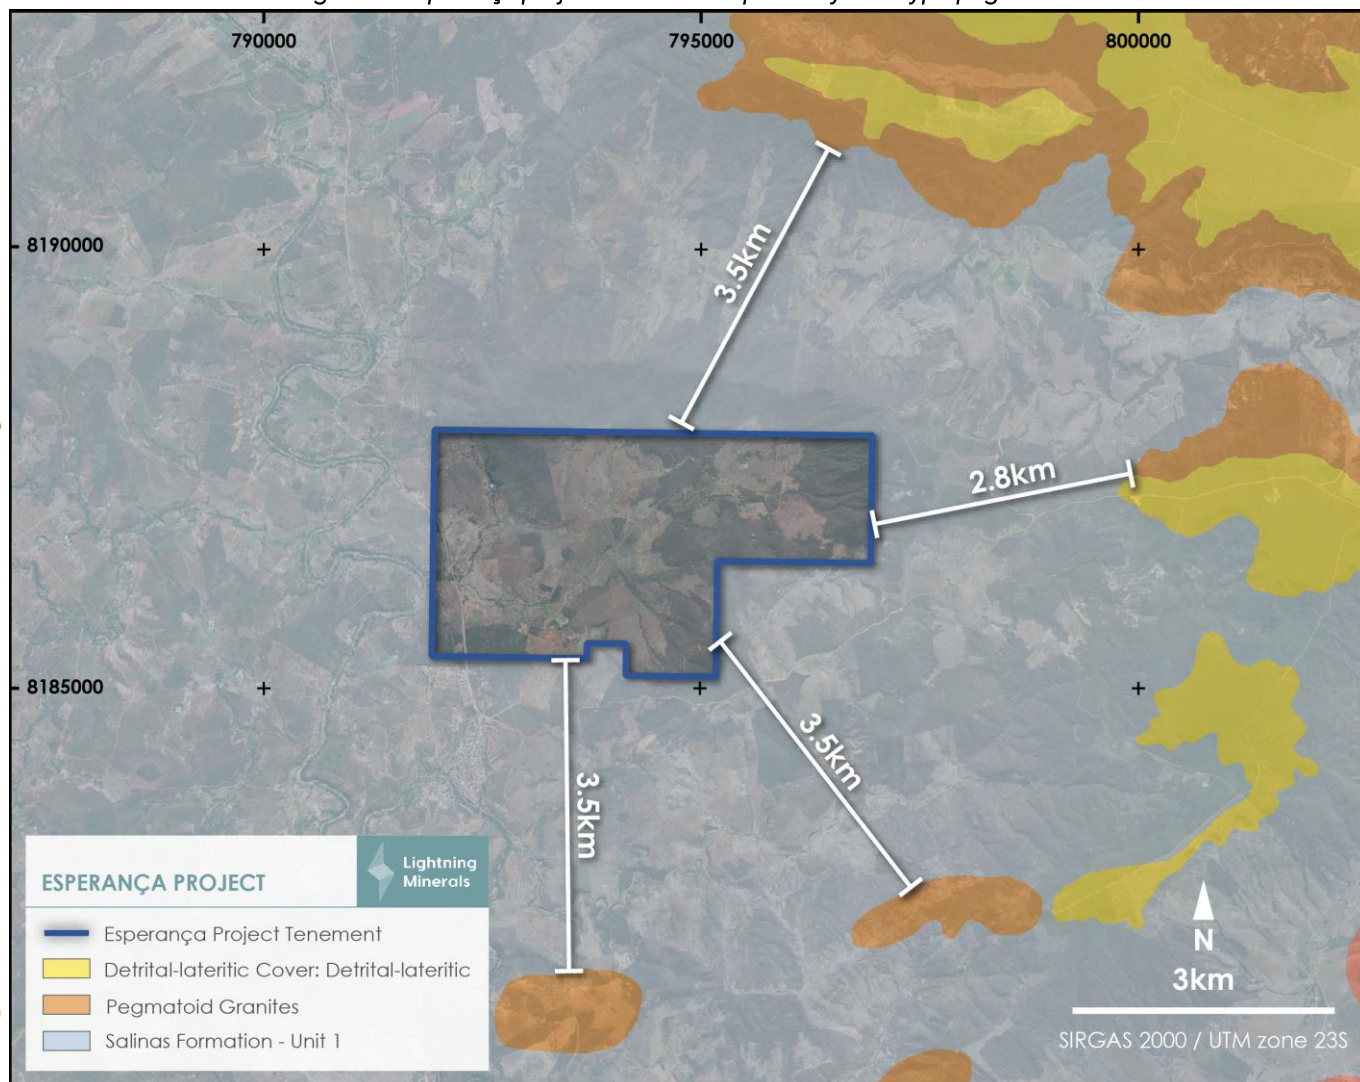 790000
795000
800000
8190000
3.5km
2.8km
8185000
3.5km
3.5km
ESPERANÇA PROJECT
Lightning
Minerals
Esperança Project Tenement
Detrital-lateritic Cover: Detrital-lateritic
Pegmatoid Granites
Salinas Formation - Unit 1
N
3km
SIRGAS 2000 / UTM zone 23S